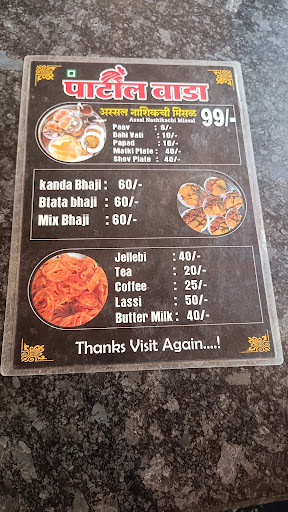 पाटील वाडा
अस्सल नाशिकची मिसळ 99/-
Assal Nashikachi Missal
Paav : 8/-
Dahi Vati : 10/-
Papad : 10/-
Matki Plate : 40/-
Shev Plate : 40/-
kanda Bhaji : 60/-
Btata bhaji : 60/-
Mix Bhaji : 60/-
Jellebi : 40/-
Tea : 20/-
Coffee : 25/-
Lassi : 50/-
Butter Milk : 40/-
Thanks Visit Again....!